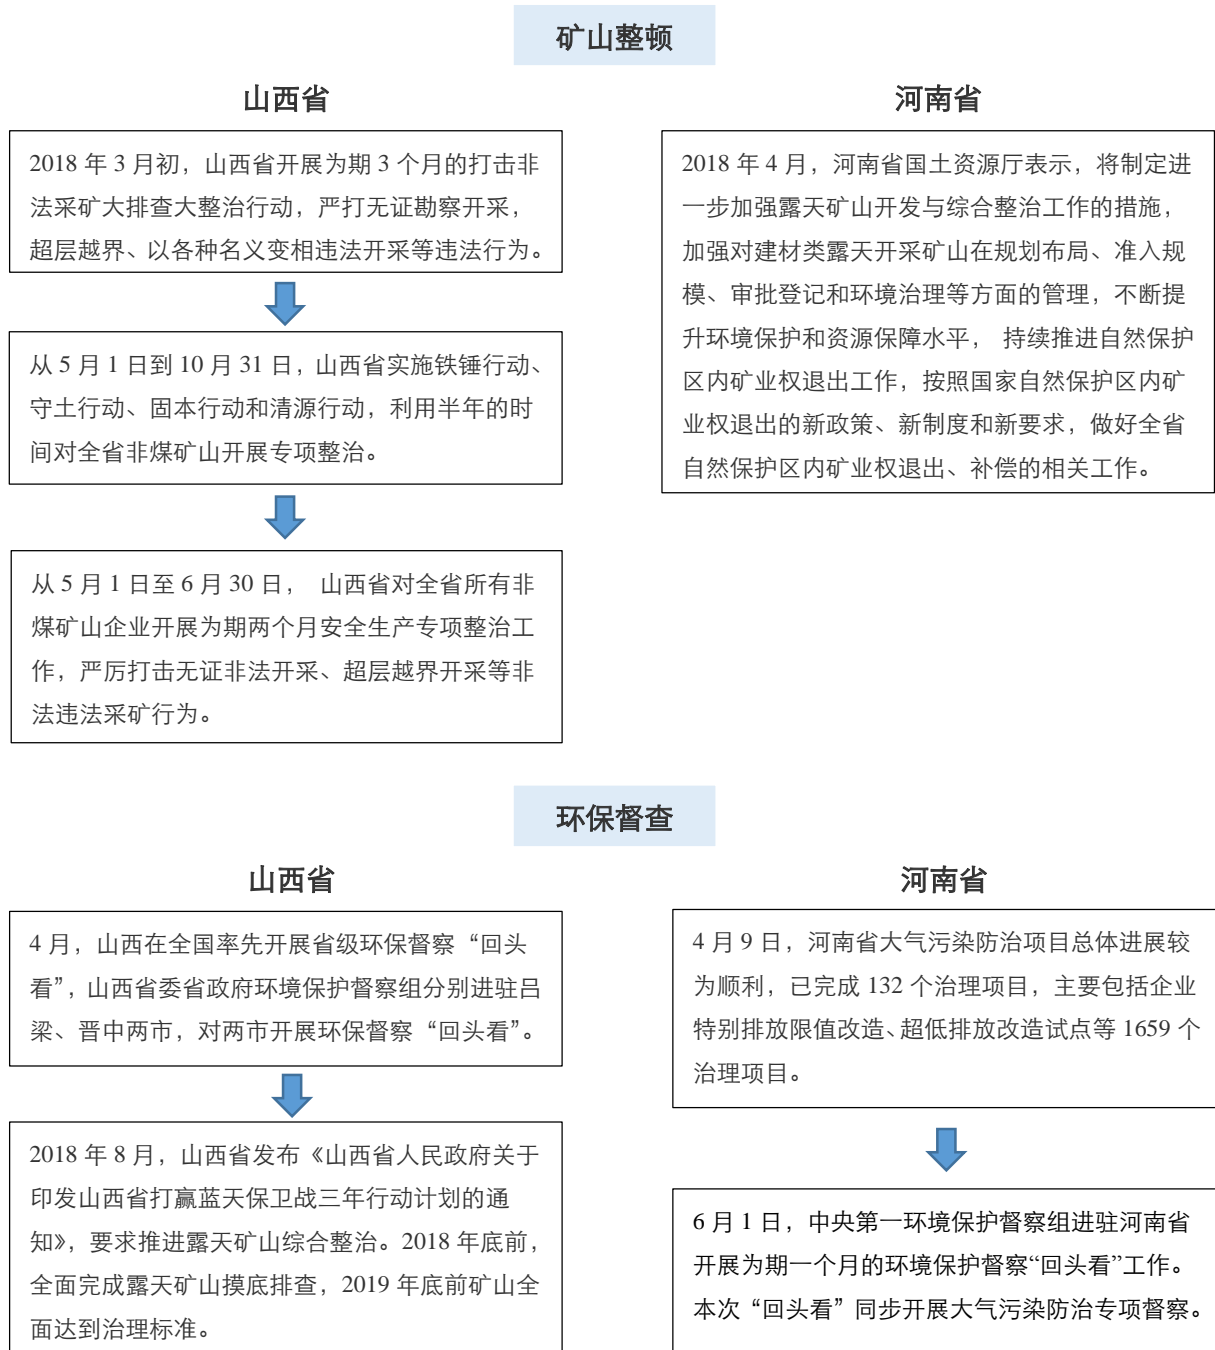 矿山整顿
山西省
2018 年 3 月初，山西省开展为期 3 个月的打击非
法采矿大排查大整治行动，严打无证勘察开采，
超层越界、以各种名义变相违法开采等违法行为。
从 5 月 1 日到 10 月 31 日，山西省实施铁锤行动、
守土行动、固本行动和清源行动，利用半年的时
间对全省非煤矿山开展专项整治。
从 5 月 1 日至 6 月 30 日， 山西省对全省所有非
煤矿山企业开展为期两个月安全生产专项整治工
作，严厉打击无证非法开采、超层越界开采等非
法违法采矿行为。
河南省
2018 年 4 月，河南省国土资源厅表示，将制定进
一步加强露天矿山开发与综合整治工作的措施，
加强对建材类露天开采矿山在规划布局、准入规
模、审批登记和环境治理等方面的管理，不断提
升环境保护和资源保障水平， 持续推进自然保护
区内矿业权退出工作，按照国家自然保护区内矿
业权退出的新政策、新制度和新要求，做好全省
自然保护区内矿业权退出、补偿的相关工作。
环保督查
山西省
4 月，山西在全国率先开展省级环保督察“回头
看”，山西省委省政府环境保护督察组分别进驻吕
梁、晋中两市，对两市开展环保督察“回头看”。
2018 年 8 月，山西省发布《山西省人民政府关于
印发山西省打赢蓝天保卫战三年行动计划的通
知》，要求推进露天矿山综合整治。2018 年底前，
全面完成露天矿山摸底排查，2019 年底前矿山全
面达到治理标准。
河南省
4 月 9 日，河南省大气污染防治项目总体进展较
为顺利，已完成 132 个治理项目，主要包括企业
特别排放限值改造、超低排放改造试点等 1659 个
治理项目。
6 月 1 日，中央第一环境保护督察组进驻河南省
开展为期一个月的环境保护督察“回头看”工作。
本次“回头看”同步开展大气污染防治专项督察。